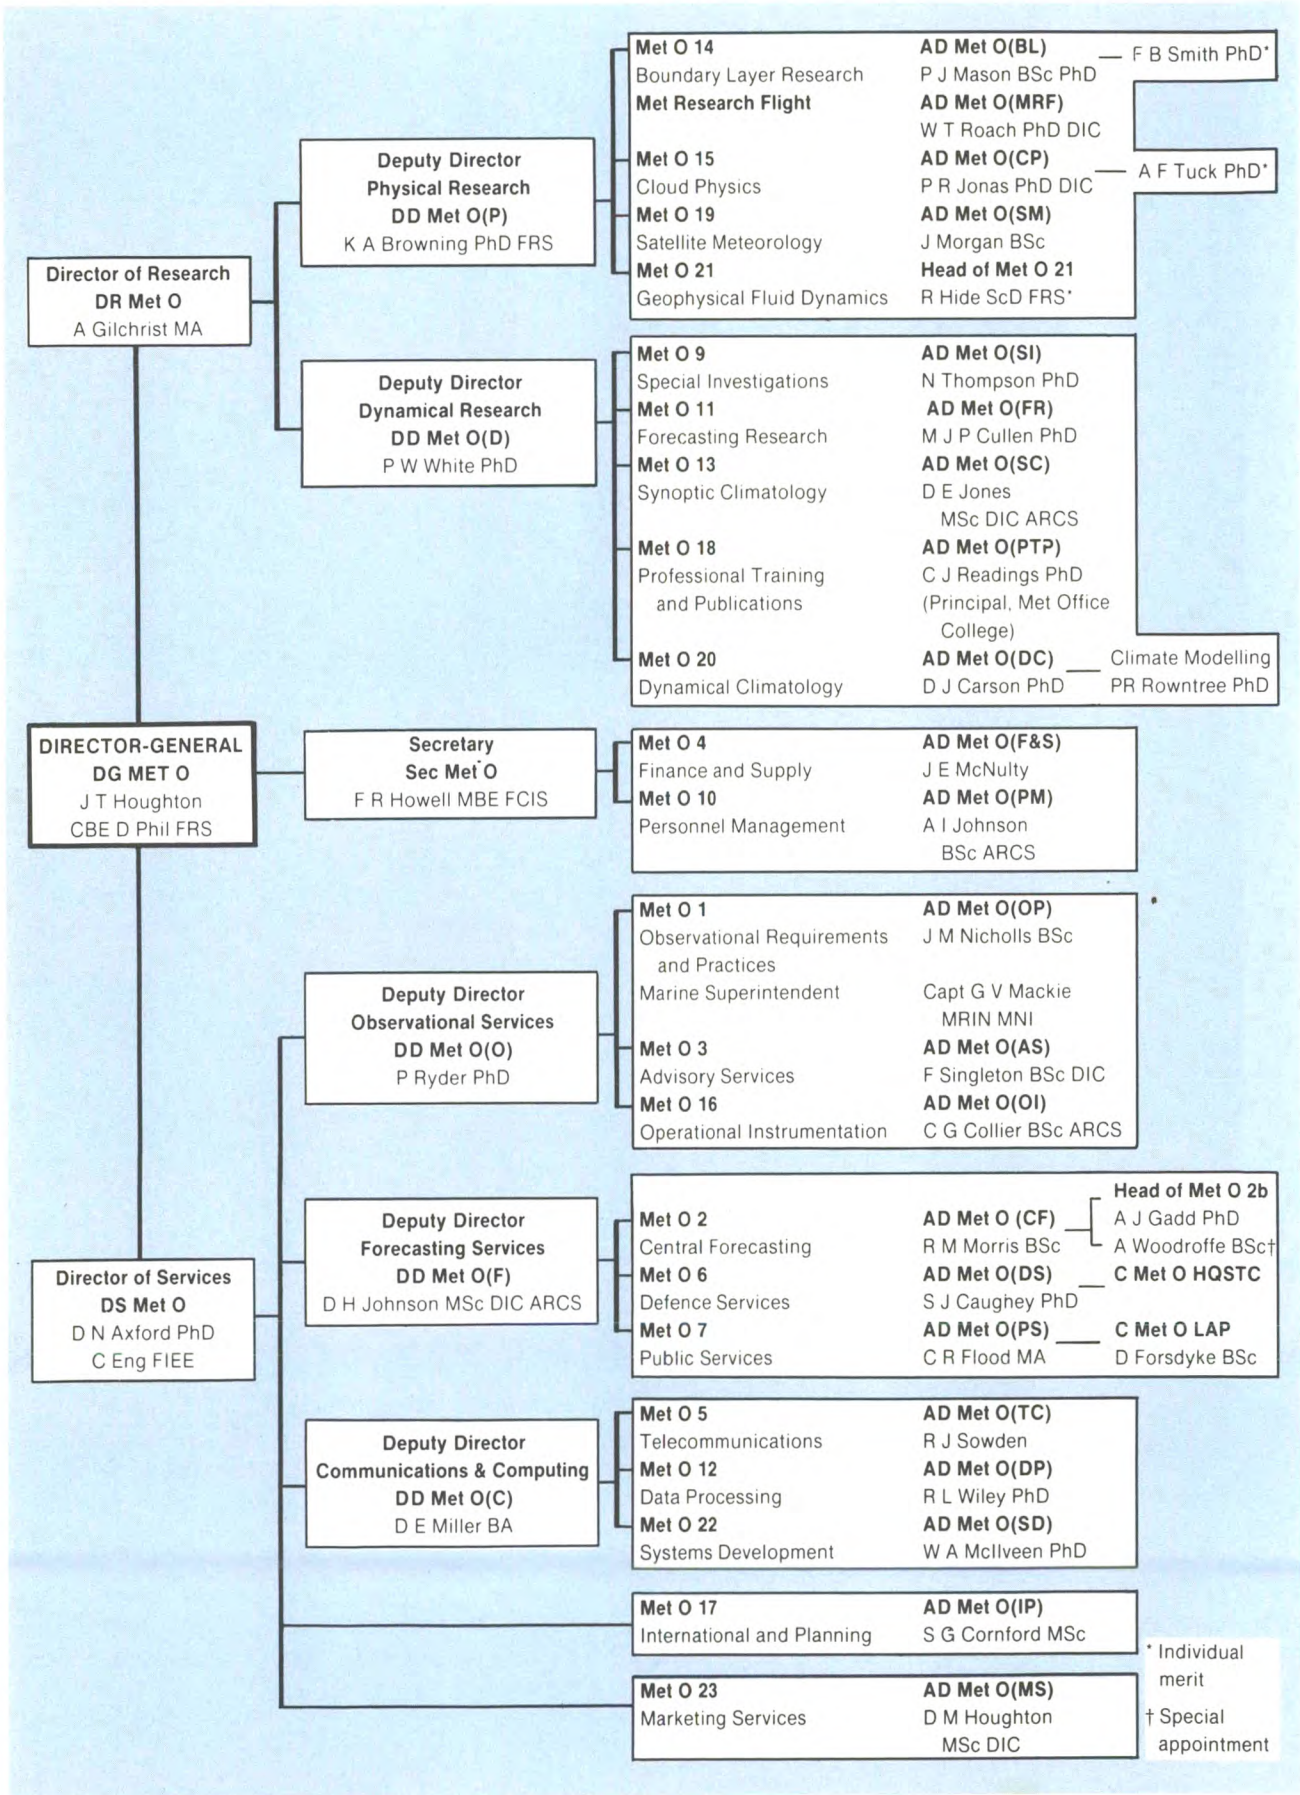 Director of Research
DR Met O
A Gilchrist MA
Deputy Director
Physical Research
DD Met O(P)
K A Browning PhD FRS
Met O 14 AD Met O(BL) F B Smith PhD*
Boundary Layer Research P J Mason BSc PhD
Met Research Flight AD Met O(MRF)
W T Roach PhD DIC
Met O 15 AD Met O(CP) A F Tuck PhD*
Cloud Physics P R Jonas PhD DIC
Met O 19 AD Met O(SM)
Satellite Meteorology J Morgan BSc
Met O 21 Head of Met O 21
Geophysical Fluid Dynamics R Hide ScD FRS*
Deputy Director
Dynamical Research
DD Met O(D)
P W White PhD
Met O 9 AD Met O(SI)
Special Investigations N Thompson PhD
Met O 11 AD Met O(FR)
Forecasting Research M J P Cullen PhD
Met O 13 AD Met O(SC)
Synoptic Climatology D E Jones
MSc DIC ARCS
Met O 18 AD Met O(PTP)
Professional Training C J Readings PhD
and Publications (Principal, Met Office
College)
Met O 20 AD Met O(DC) Climate Modelling
Dynamical Climatology D J Carson PhD PR Rowntree PhD
DIRECTOR-GENERAL
DG MET O
J T Houghton
CBE D Phil FRS
Secretary
Sec Met O
F R Howell MBE FCIS
Met O 4 AD Met O(F&S)
Finance and Supply J E McNulty
Met O 10 AD Met O(PM)
Personnel Management A I Johnson
BSc ARCS
Director of Services
DS Met O
D N Axford PhD
C Eng FIEE
Deputy Director
Observational Services
DD Met O(O)
P Ryder PhD
Met O 1 AD Met O(OP)
Observational Requirements J M Nicholls BSc
and Practices
Marine Superintendent Capt G V Mackie
MRIN MNI
Met O 3 AD Met O(AS)
Advisory Services F Singleton BSc DIC
Met O 16 AD Met O(OI)
Operational Instrumentation C G Collier BSc ARCS
Deputy Director
Forecasting Services
DD Met O(F)
D H Johnson MSc DIC ARCS
Head of Met O 2b
Met O 2 AD Met O (CF) A J Gadd PhD
Central Forecasting R M Morris BSc A Woodroffe BSc†
Met O 6 AD Met O(DS) C Met O HQSTC
Defence Services S J Caughey PhD
Met O 7 AD Met O(PS) C Met O LAP
Public Services C R Flood MA D Forsdyke BSc
Deputy Director
Communications & Computing
DD Met O(C)
D E Miller BA
Met O 5 AD Met O(TC)
Telecommunications R J Sowden
Met O 12 AD Met O(DP)
Data Processing R L Wiley PhD
Met O 22 AD Met O(SD)
Systems Development W A McIlveen PhD
Met O 17 AD Met O(IP)
International and Planning S G Cornford MSc
Met O 23 AD Met O(MS)
Marketing Services D M Houghton
MSc DIC
* Individual
merit
† Special
appointment